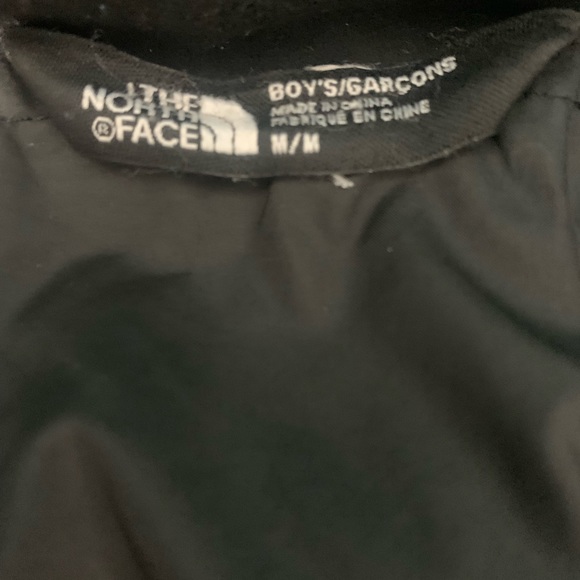 THE
NORTH
®FACE
BOY'S/GARÇONS
MADE IN CHINA
FABRIQUÉ EN CHINE
M/M